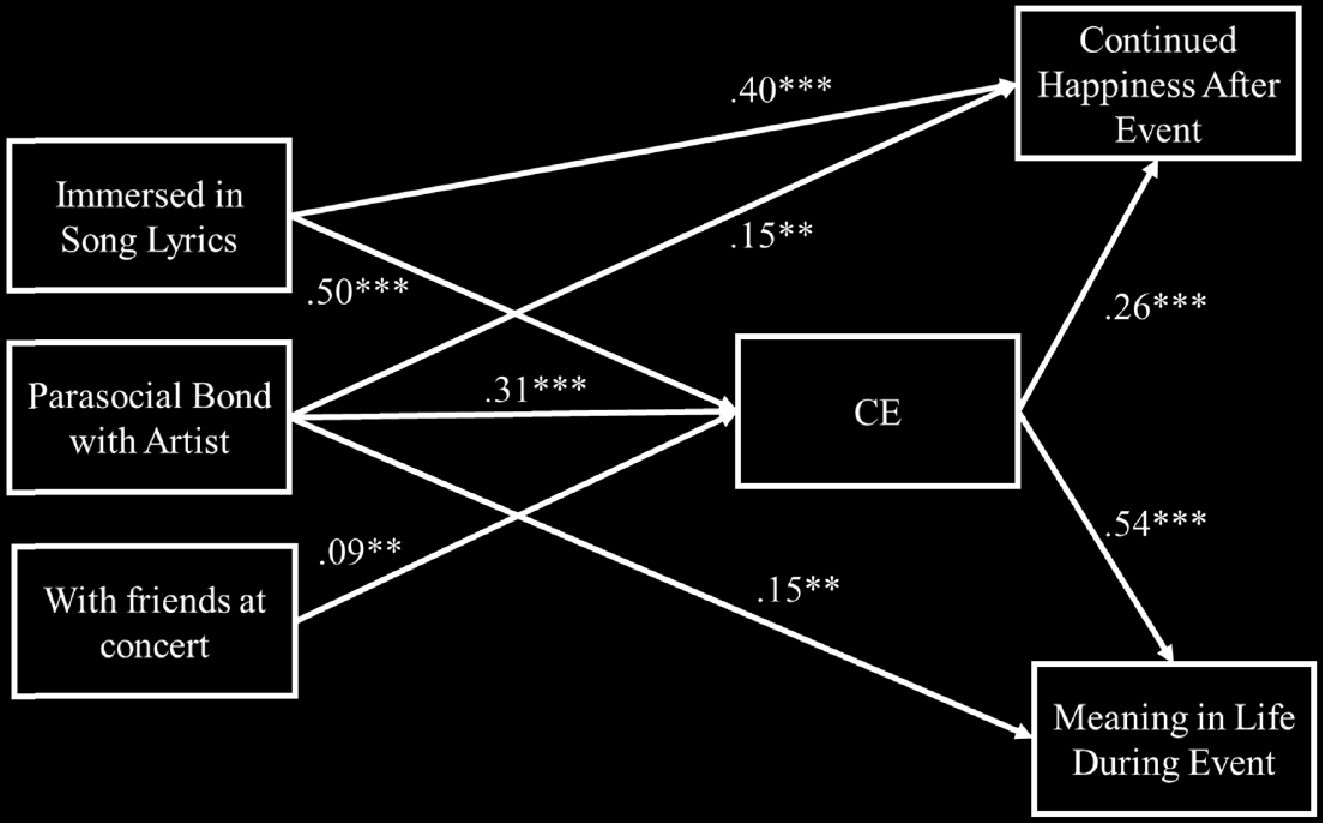 Continued
Happiness After
Event
.40***
Immersed in
Song Lyrics
.15**
.50***
.26***
Parasocial Bond
with Artist
.31***
CE
.54***
.09**
.15**
With friends at
concert
Meaning in Life
During Event